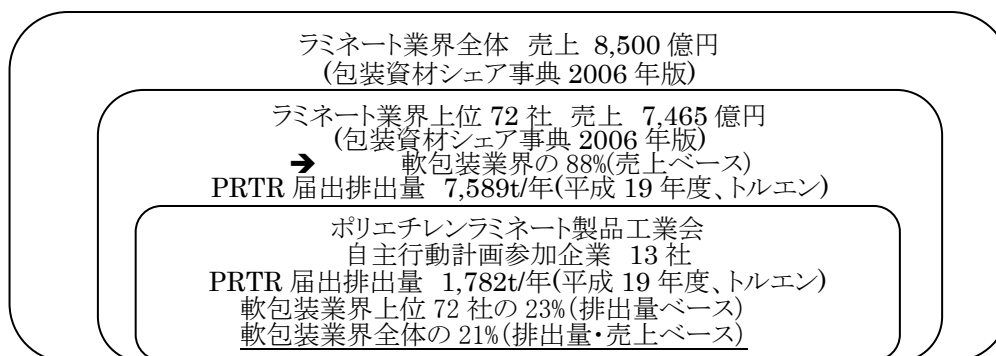 ラミネート業界全体 売上 8,500 億円
(包装資材シェア事典 2006 年版)
ラミネート業界上位 72 社 売上 7,465 億円
(包装資材シェア事典 2006 年版)
➔ 軟包装業界の 88%(売上ベース)
PRTR 届出排出量 7,589t/年(平成 19 年度、トルエン)
ポリエチレンラミネート製品工業会
自主行動計画参加企業 13 社
PRTR 届出排出量 1,782t/年(平成 19 年度、トルエン)
軟包装業界上位 72 社の 23%(排出量ベース)
軟包装業界全体の 21%(排出量・売上ベース)